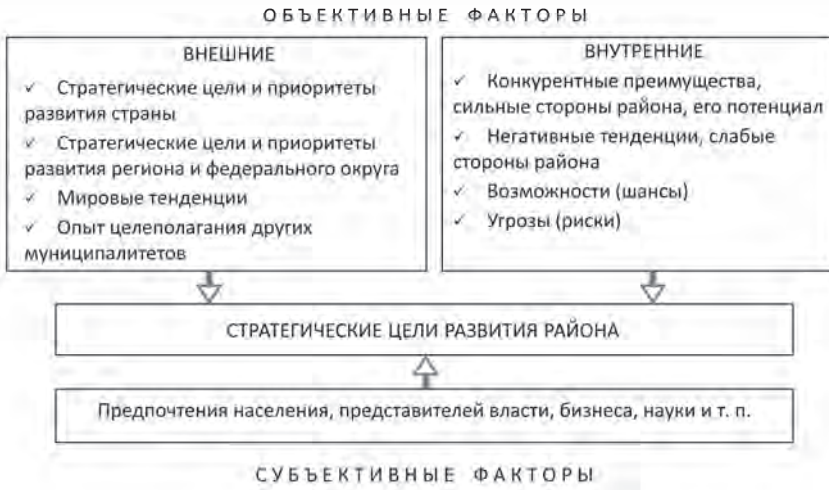 ОБЪЕКТИВНЫЕ ФАКТОРЫ
ВНЕШНИЕ
✓ Стратегические цели и приоритеты
развития страны
✓ Стратегические цели и приоритеты
развития региона и федерального округа
✓ Мировые тенденции
✓ Опыт целеполагания других
муниципалитетов
ВНУТРЕННИЕ
✓ Конкурентные преимущества,
сильные стороны района, его потенциал
✓ Негативные тенденции, слабые
стороны района
✓ Возможности (шансы)
✓ Угрозы (риски)
СТРАТЕГИЧЕСКИЕ ЦЕЛИ РАЗВИТИЯ РАЙОНА
Предпочтения населения, представителей власти, бизнеса, науки и т. п.
СУБЪЕКТИВНЫЕ ФАКТОРЫ